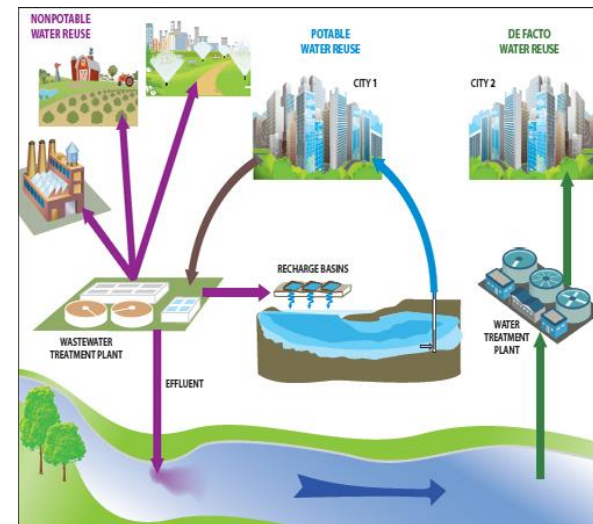 NONPOTABLE
WATER REUSE
POTABLE
WATER REUSE
DE FACTO
WATER REUSE
CITY 1
CITY 2
RECHARGE BASINS
WASTEWATER
TREATMENT PLANT
WATER
TREATMENT
PLANT
EFFLUENT